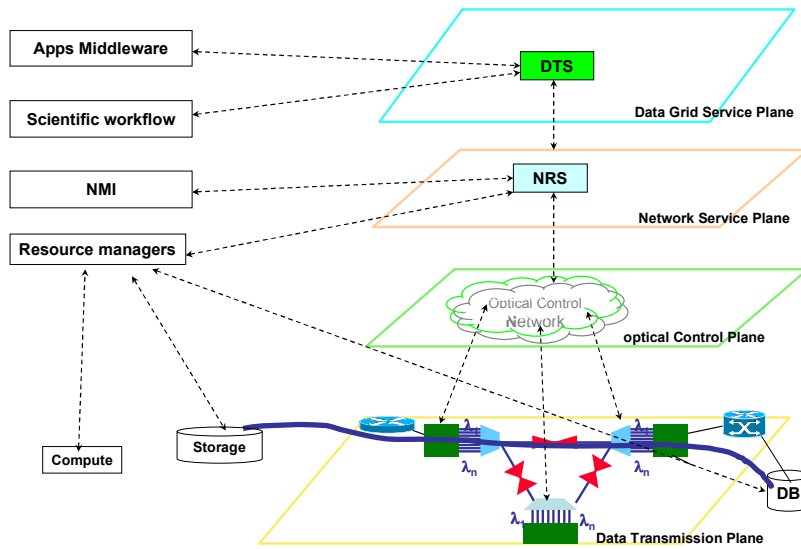 Apps Middleware
DTS
Data Grid Service Plane
Scientific workflow
NMI
NRS
Network Service Plane
Resource managers
Optical Control
Network
optical Control Plane
Storage
Compute
λ1
λn
λ1
λn
λ1
λn
DB
Data Transmission Plane